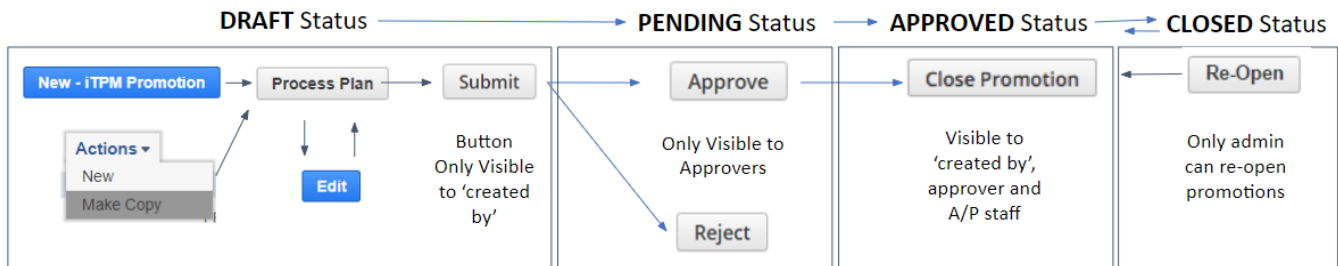 DRAFT Status
PENDING Status
APPROVED Status
CLOSED Status
New - iTPM Promotion
Process Plan
Submit
Actions
New
Make Copy
Edit
Button
Only Visible
to ‘created
by’
Approve
Only Visible to
Approvers
Reject
Close Promotion
Visible to
‘created by’,
approver and
A/P staff
Re-Open
Only admin
can re-open
promotions